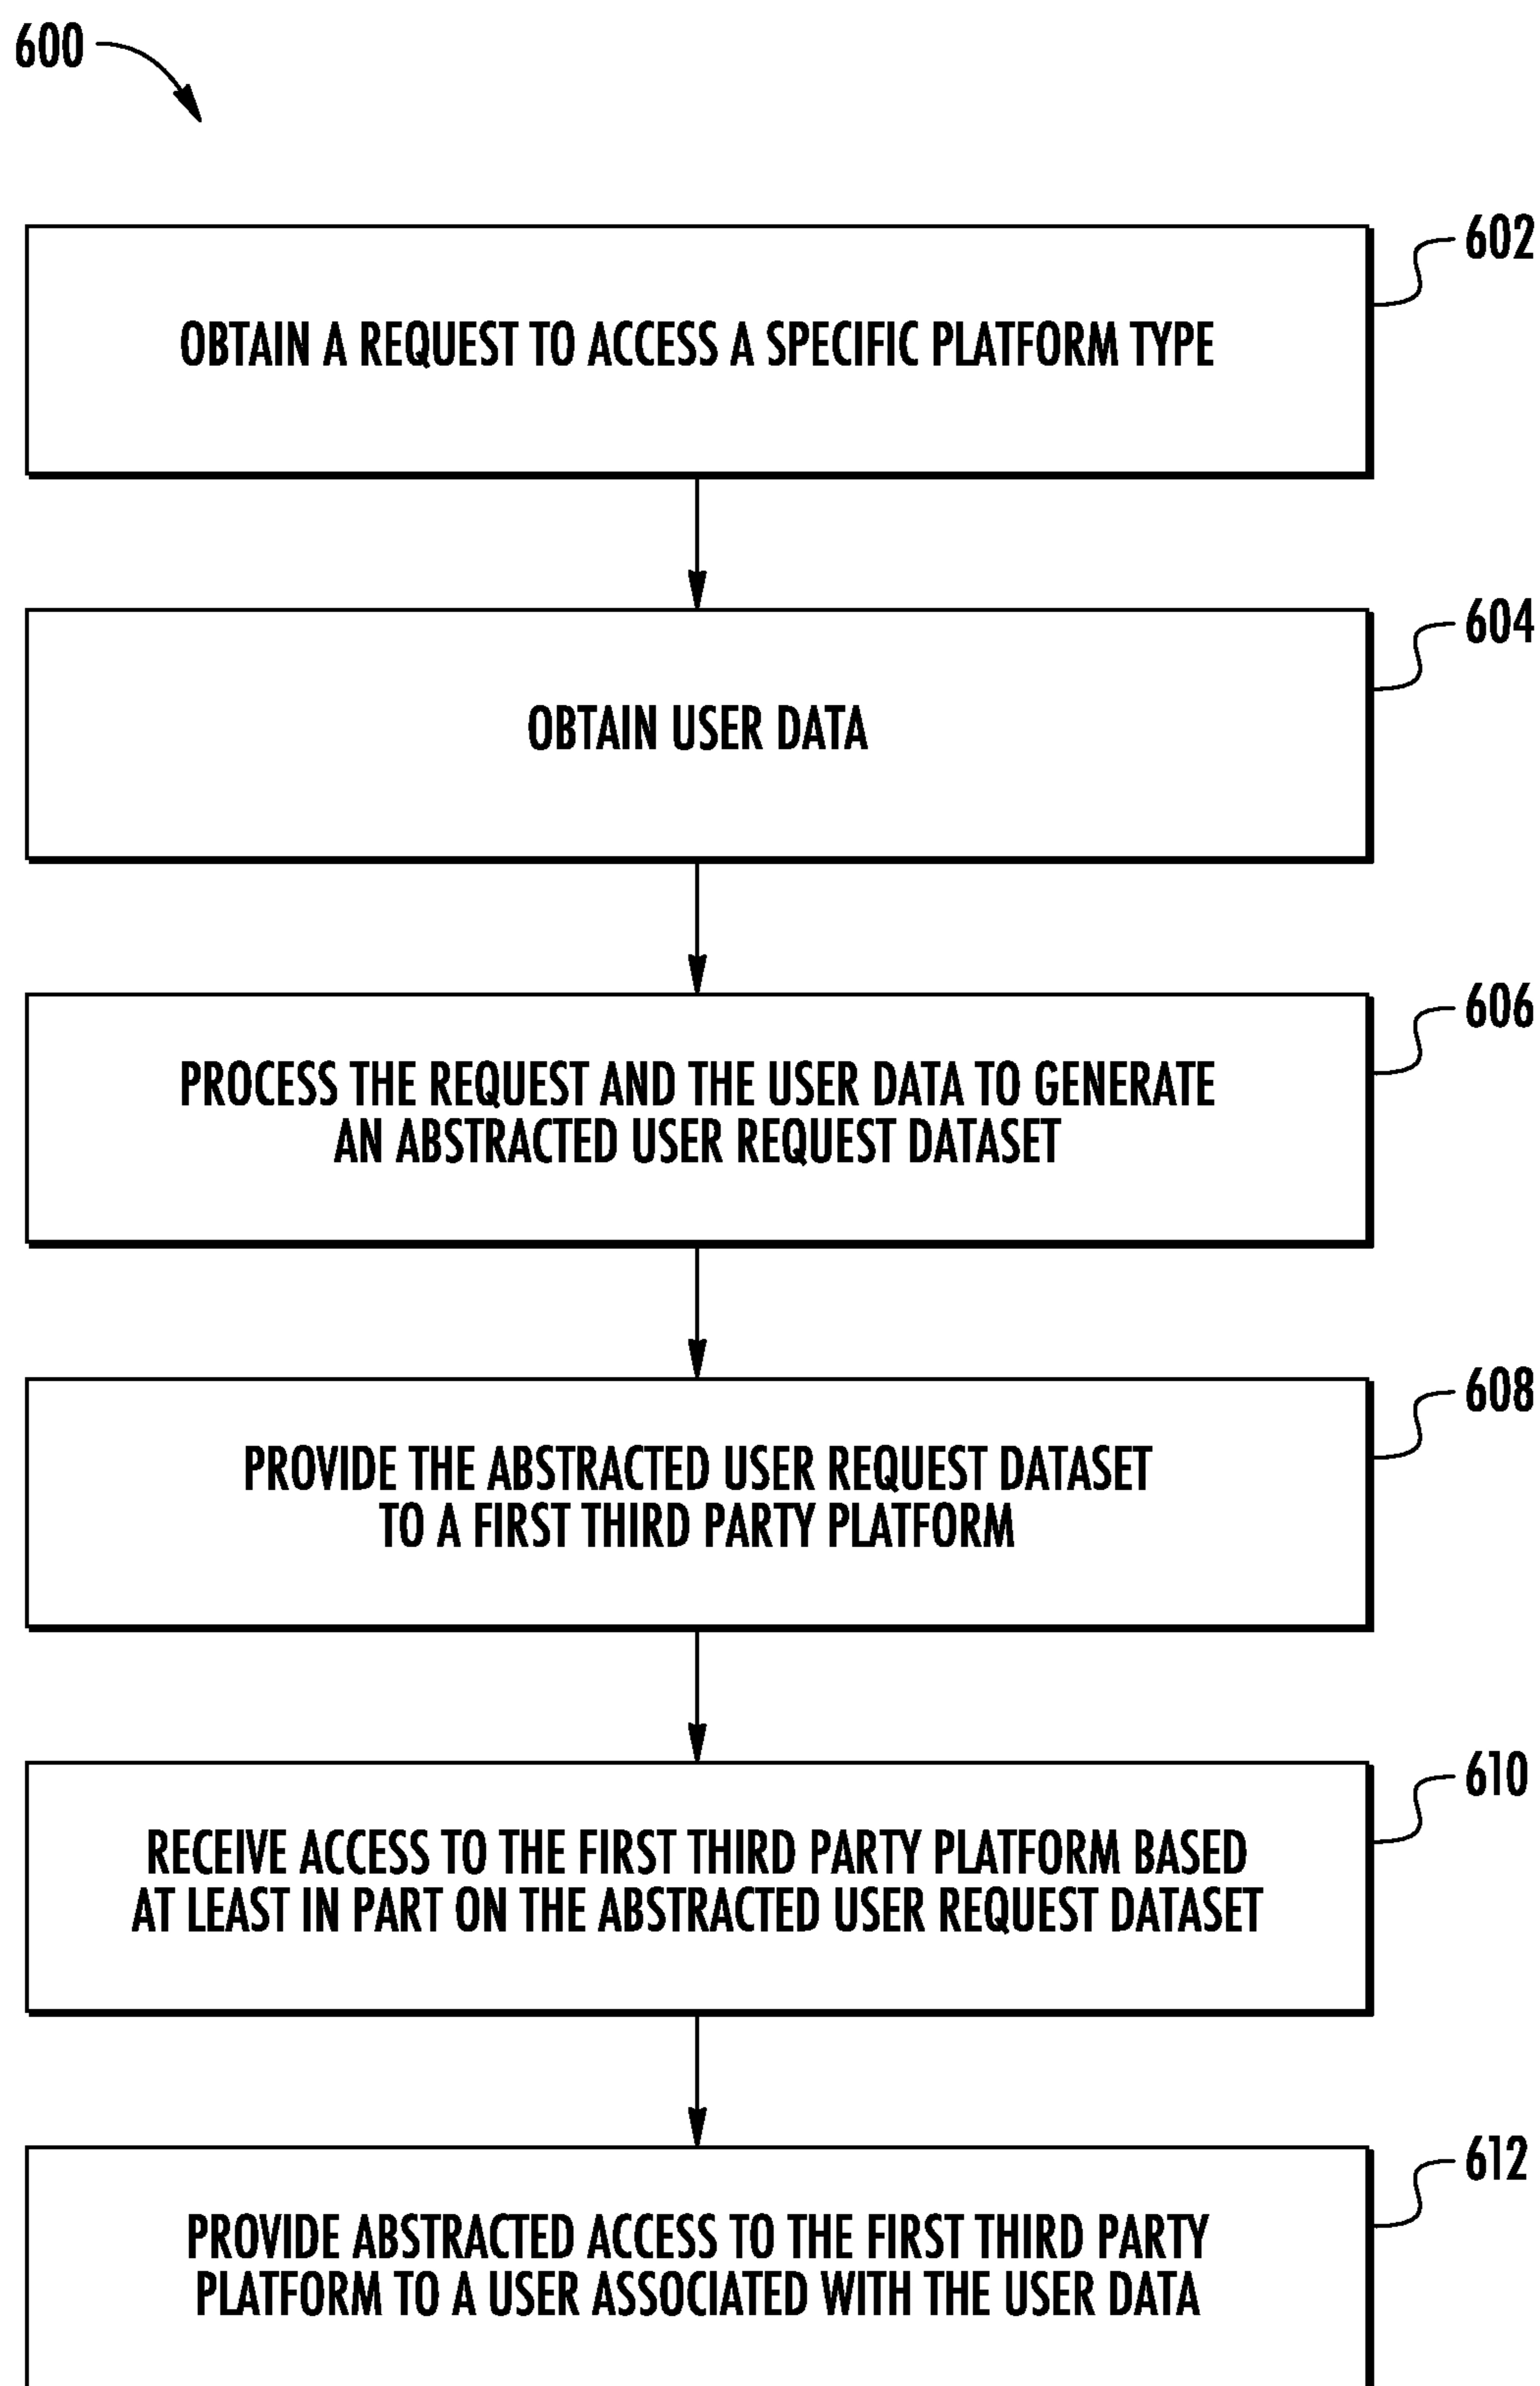 600
602
OBTAIN A REQUEST TO ACCESS A SPECIFIC PLATFORM TYPE
604
OBTAIN USER DATA
606
PROCESS THE REQUEST AND THE USER DATA TO GENERATE
AN ABSTRACTED USER REQUEST DATASET
608
PROVIDE THE ABSTRACTED USER REQUEST DATASET
TO A FIRST THIRD PARTY PLATFORM
610
RECEIVE ACCESS TO THE FIRST THIRD PARTY PLATFORM BASED
AT LEAST IN PART ON THE ABSTRACTED USER REQUEST DATASET
612
PROVIDE ABSTRACTED ACCESS TO THE FIRST THIRD PARTY
PLATFORM TO A USER ASSOCIATED WITH THE USER DATA